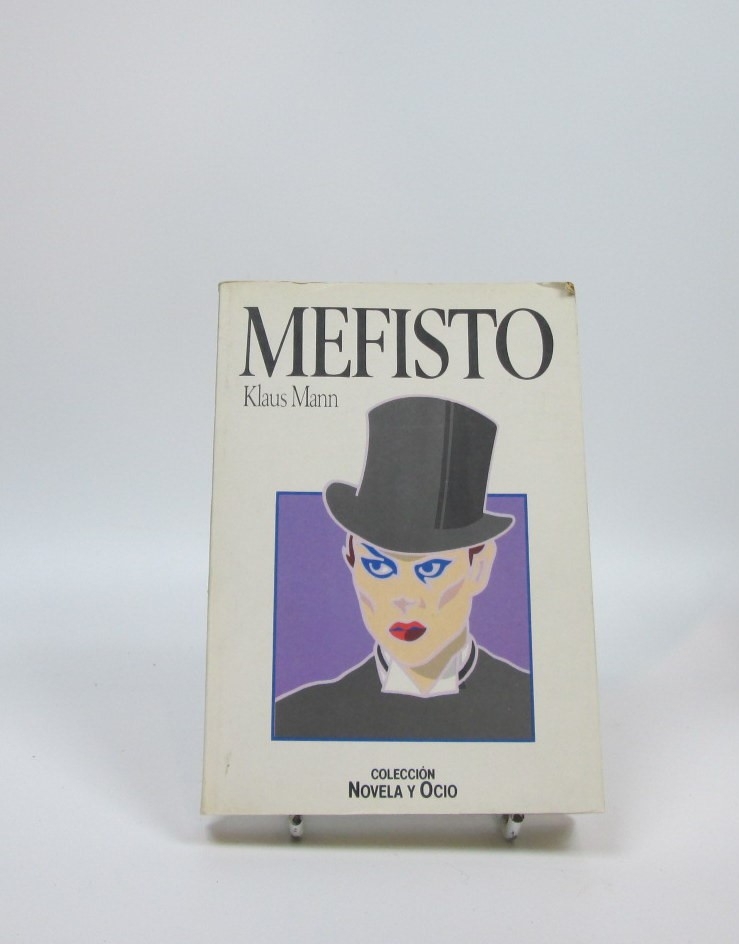 MEFISTO
Klaus Mann
COLECCIÓN
NOVELA Y OCIO